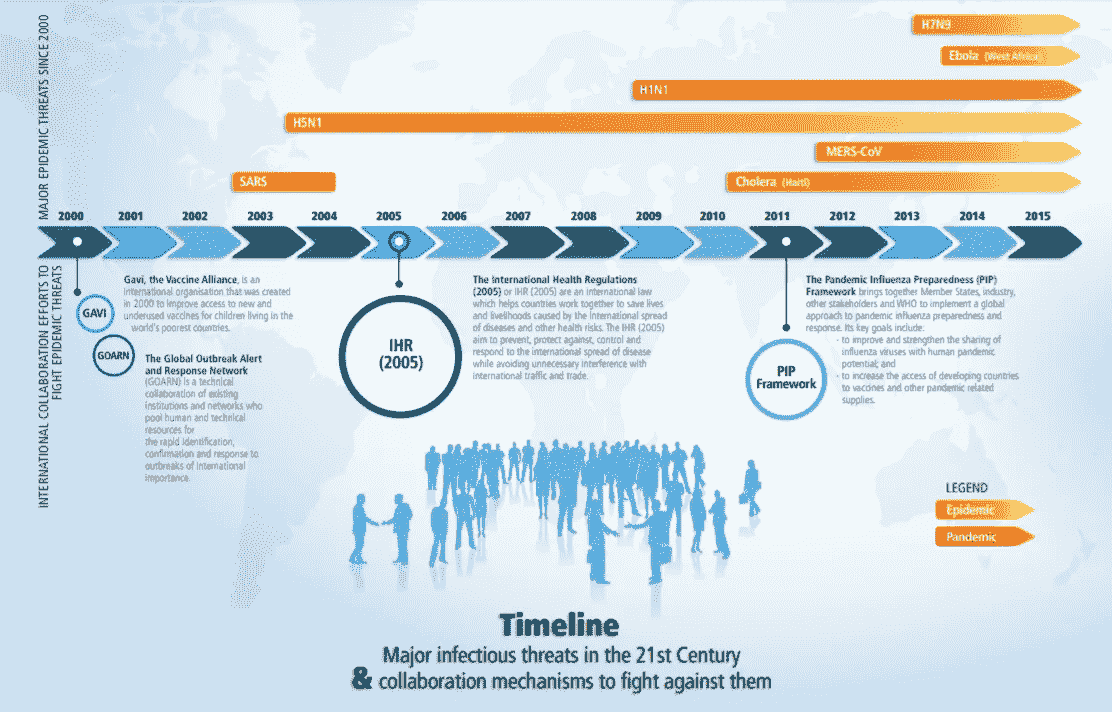 MAJOR EPIDEMIC THREATS SINCE 2000
H7N9
Ebola (West Africa)
H1N1
H5N1
MERS-CoV
SARS
Cholera (Haiti)
2000 2001 2002 2003 2004 2005 2006 2007 2008 2009 2010 2011 2012 2013 2014 2015
INTERNATIONAL COLLABORATION EFFORTS TO
FIGHT EPIDEMIC THREATS
GAVI
Gavi, the Vaccine Alliance, is an
international organisation that was created
in 2000 to improve access to new and
underused vaccines for children living in the
world's poorest countries.
GOARN
The Global Outbreak Alert
and Response Network
(GOARN) is a technical
collaboration of existing
institutions and networks who
pool human and technical
resources for
the rapid identification,
confirmation and response to
outbreaks of international
importance.
IHR
(2005)
The International Health Regulations
(2005) or IHR (2005) are an international law
which helps countries work together to save lives
and livelihoods caused by the international spread
of diseases and other health risks. The IHR (2005)
aim to prevent, protect against, control and
respond to the international spread of disease
while avoiding unnecessary interference with
international traffic and trade.
PIP
Framework
The Pandemic Influenza Preparedness (PIP)
Framework brings together Member States, industry,
other stakeholders and WHO to implement a global
approach to pandemic influenza preparedness and
response. Its key goals include:
- to improve and strengthen the sharing of
influenza viruses with human pandemic
potential; and
- to increase the access of developing countries
to vaccines and other pandemic related
supplies.
LEGEND
Epidemic
Pandemic
Timeline
Major infectious threats in the 21st Century
& collaboration mechanisms to fight against them